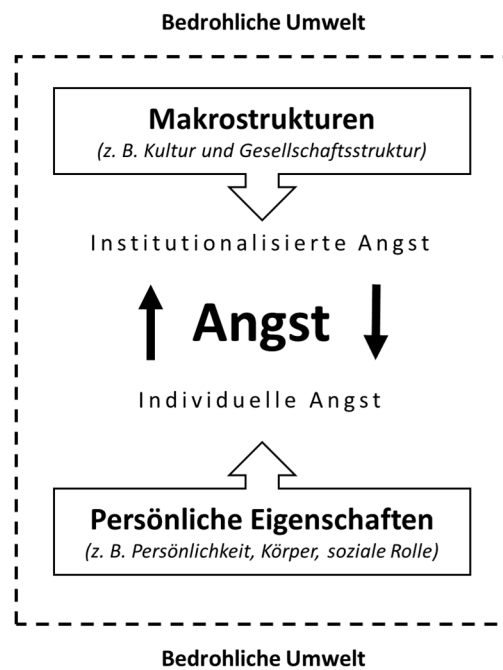 Bedrohliche Umwelt
Makrostrukturen
(z. B. Kultur und Gesellschaftsstruktur)
Institutionalisierte Angst
Angst
Individuelle Angst
Persönliche Eigenschaften
(z. B. Persönlichkeit, Körper, soziale Rolle)
Bedrohliche Umwelt